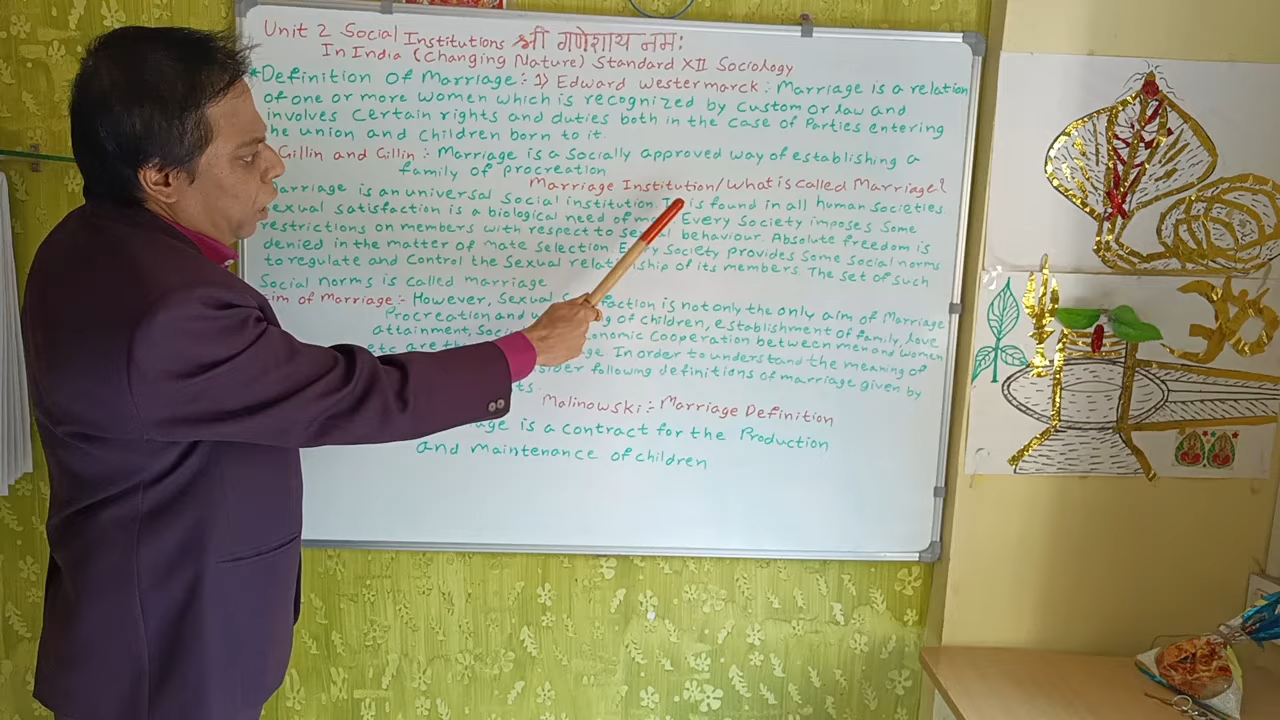 Unit 2 Social Institutions श्री गणेशाय नमः
In India (Changing Nature) Standard XII Sociology
*Definition Of Marriage :- 1) Edward Westermarck : Marriage is a relation
of one or more women which is recognized by custom or law and
involves certain rights and duties both in the case of Parties entering
the union and children born to it.
Gillin and Gillin :- Marriage is a Socially approved way of establishing a
family of procreation
Marriage Institution/What is called Marriage?
Marriage is an universal Social institution. It is found in all human Societies.
Sexual satisfaction is a biological need of Every Society imposes Some
restrictions on members with respect to sexual behaviour. Absolute freedom is
denied in the matter of mate selection. Every Society provides Some Social norms
to regulate and control the Sexual relationship of its members. The set of such
Social norms is called marriage
Aim of Marriage :- However, Sexual is not only the only aim of Marriage
Procreation and of children, establishment of family, love
attainment, Cooperation between men and women
etc are In order to understand the meaning of
following definitions of marriage given by
Malinowski :- Marriage Definition
is a contract for the Production
and maintenance of children